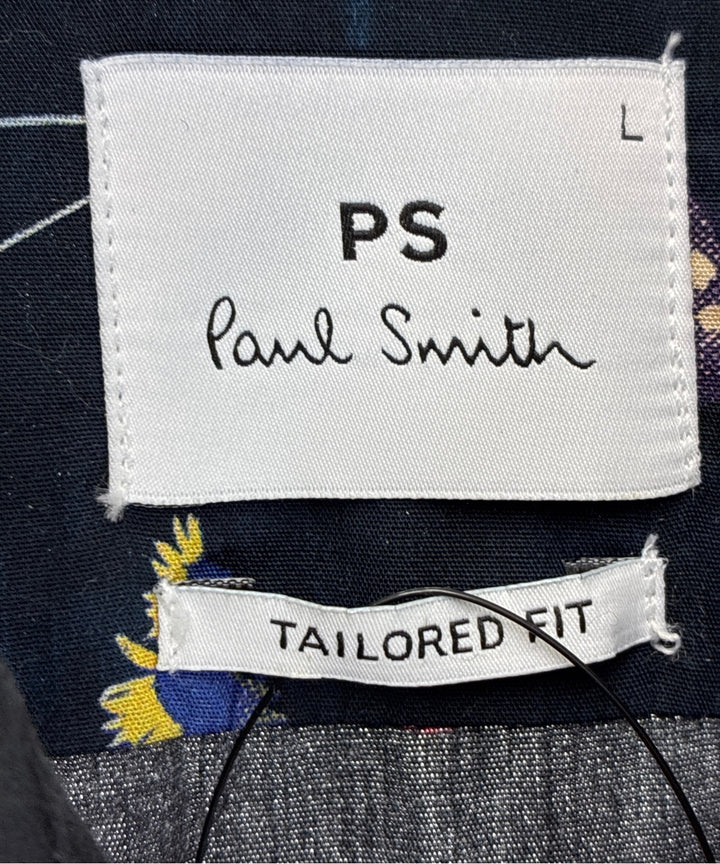 L
PS
Paul Smith
TAILORED FIT